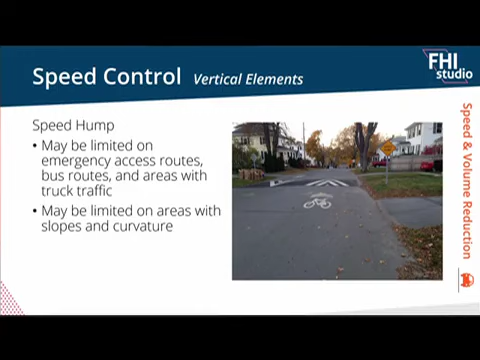 Speed Control Vertical Elements
FHI
studio
Speed Hump
• May be limited on
emergency access routes,
bus routes, and areas with
truck traffic
• May be limited on areas with
slopes and curvature
Speed & Volume Reduction